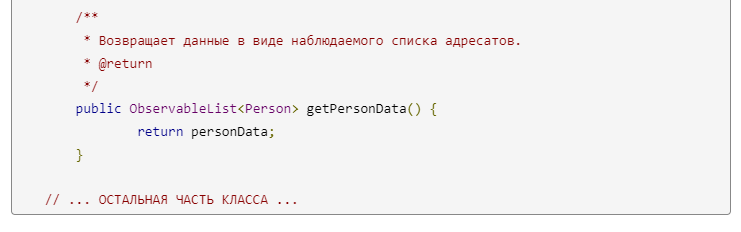 /**
* Возвращает данные в виде наблюдаемого списка адресатов.
* @return
*/
public ObservableList<Person> getPersonData() {
return personData;
}
// ... ОСТАЛЬНАЯ ЧАСТЬ КЛАССА ...